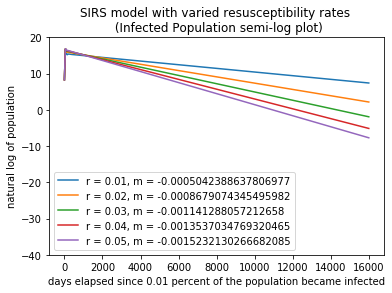 SIRS model with varied resusceptibility rates
(Infected Population semi-log plot)
natural log of population
20
10
0
−10
−20
−30
−40
r = 0.01, m = -0.0005042388637806977
r = 0.02, m = -0.0008679074345495982
r = 0.03, m = -0.001141288057212658
r = 0.04, m = -0.0013537034769320465
r = 0.05, m = -0.0015232130266682085
0 2000 4000 6000 8000 10000 12000 14000 16000
days elapsed since 0.01 percent of the population became infected